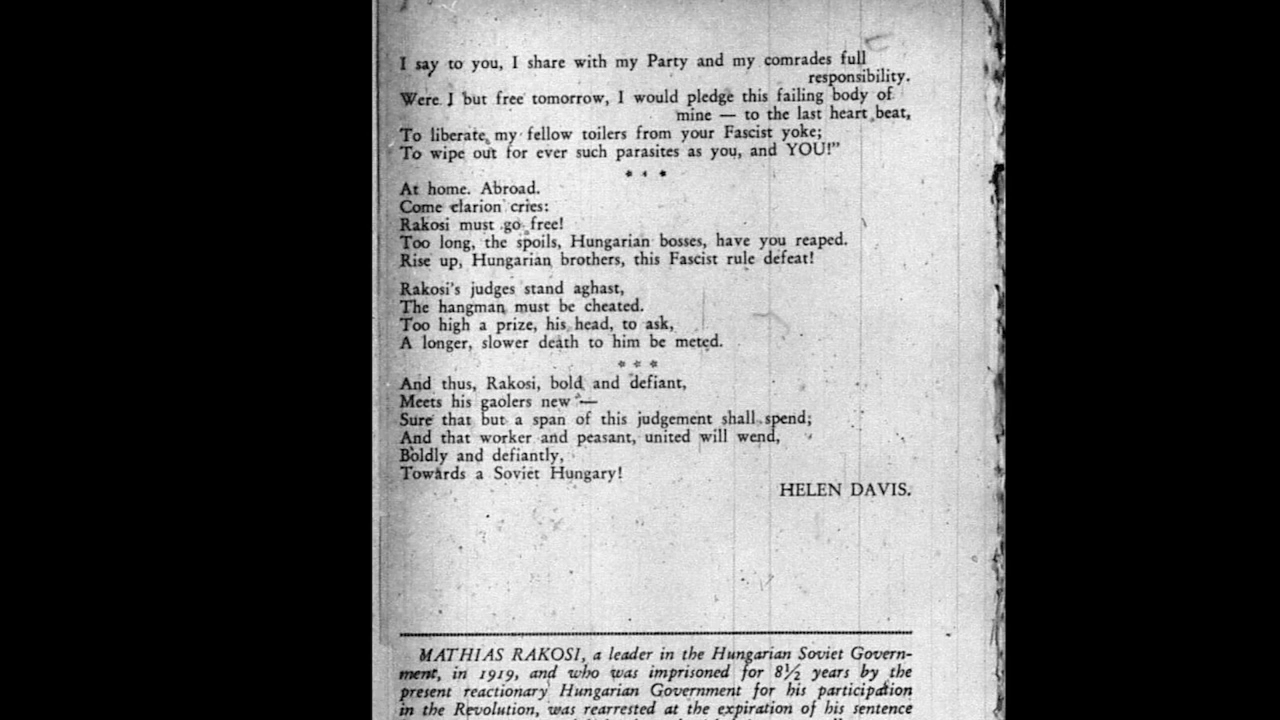 I say to you, I share with my Party and my comrades full
responsibility.
Were I but free tomorrow, I would pledge this failing body of
mine — to the last heart beat,
To liberate my fellow toilers from your Fascist yoke;
To wipe out for ever such parasites as you, and YOU!”
* * *
At home. Abroad.
Come clarion cries:
Rakosi must go free!
Too long, the spoils, Hungarian bosses, have you reaped.
Rise up, Hungarian brothers, this Fascist rule defeat!
Rakosi's judges stand aghast,
The hangman must be cheated.
Too high a prize, his head, to ask,
A longer, slower death to him be meted.
* * *
And thus, Rakosi, bold and defiant,
Meets his gaolers new —
Sure that but a span of this judgement shall spend;
And that worker and peasant, united will wend,
Boldly and defiantly,
Towards a Soviet Hungary!
HELEN DAVIS.
MATHIAS RAKOSI, a leader in the Hungarian Soviet Govern-
ment, in 1919, and who was imprisoned for 8½ years by the
present reactionary Hungarian Government for his participation
in the Revolution, was rearrested at the expiration of his sentence